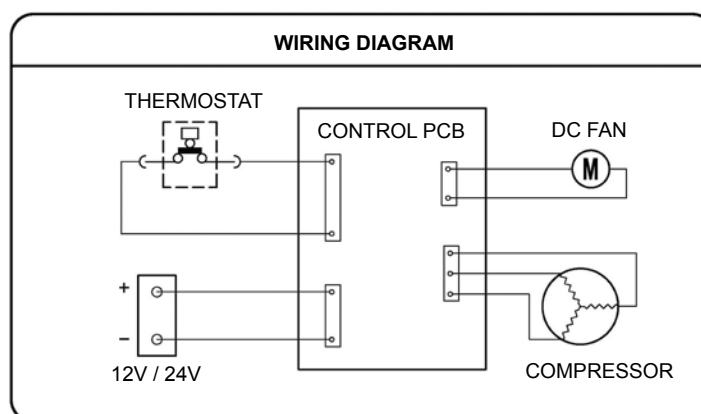 WIRING DIAGRAM
THERMOSTAT
CONTROL PCB
DC FAN
M
+
−
12V / 24V
COMPRESSOR